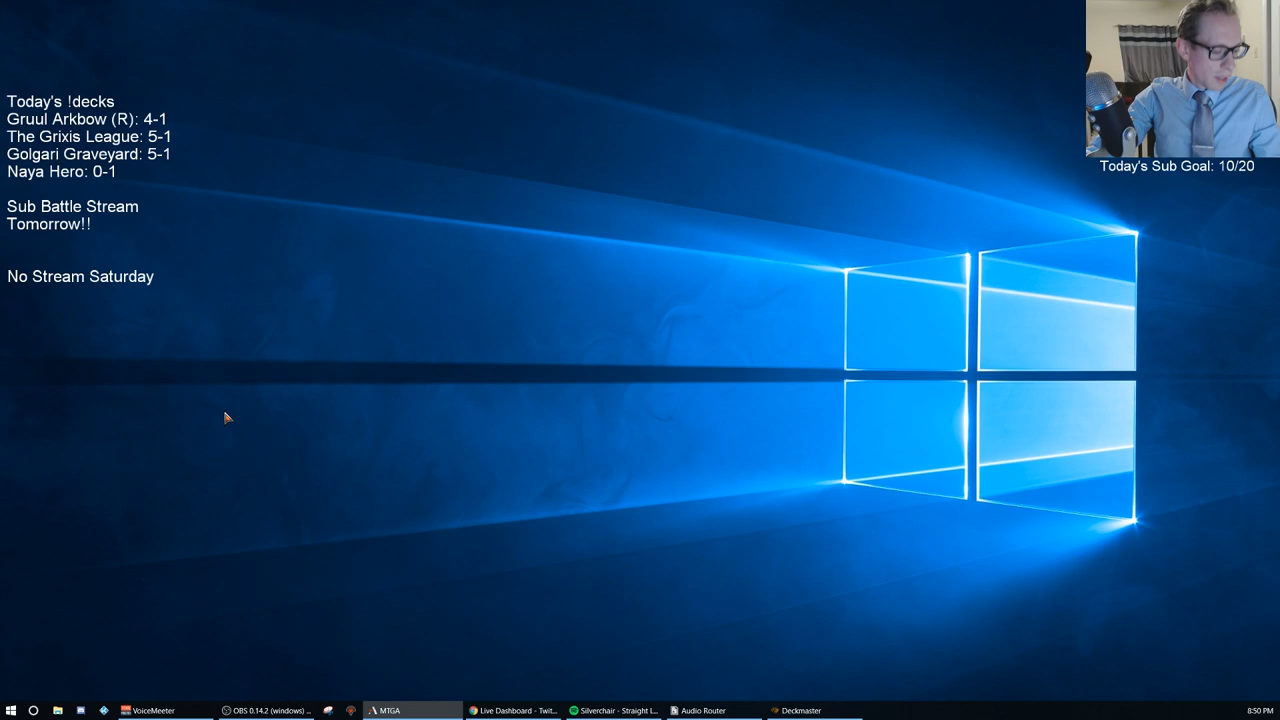 Today's !decks
Gruul Arkbow (R): 4-1
The Grixis League: 5-1
Golgari Graveyard: 5-1
Naya Hero: 0-1
Sub Battle Stream
Tomorrow!!
No Stream Saturday
Today's Sub Goal: 10/20
VoiceMeeter
OBS 0.14.2 (windows) ...
MTGA
Live Dashboard - Twit...
Silverchair - Straight L...
Audio Router
Deckmaster
8:50 PM